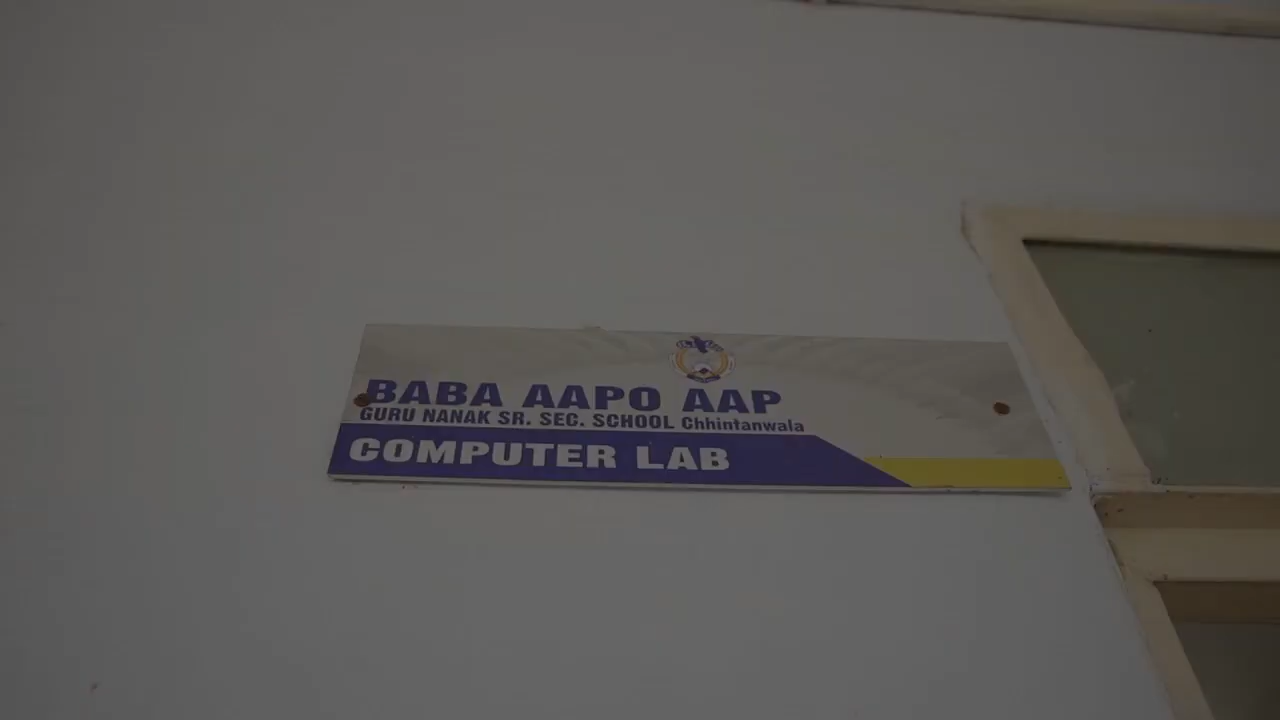 BABA AAPO AAP
GURU NANAK SR. SEC. SCHOOL Chhintanwala
COMPUTER LAB